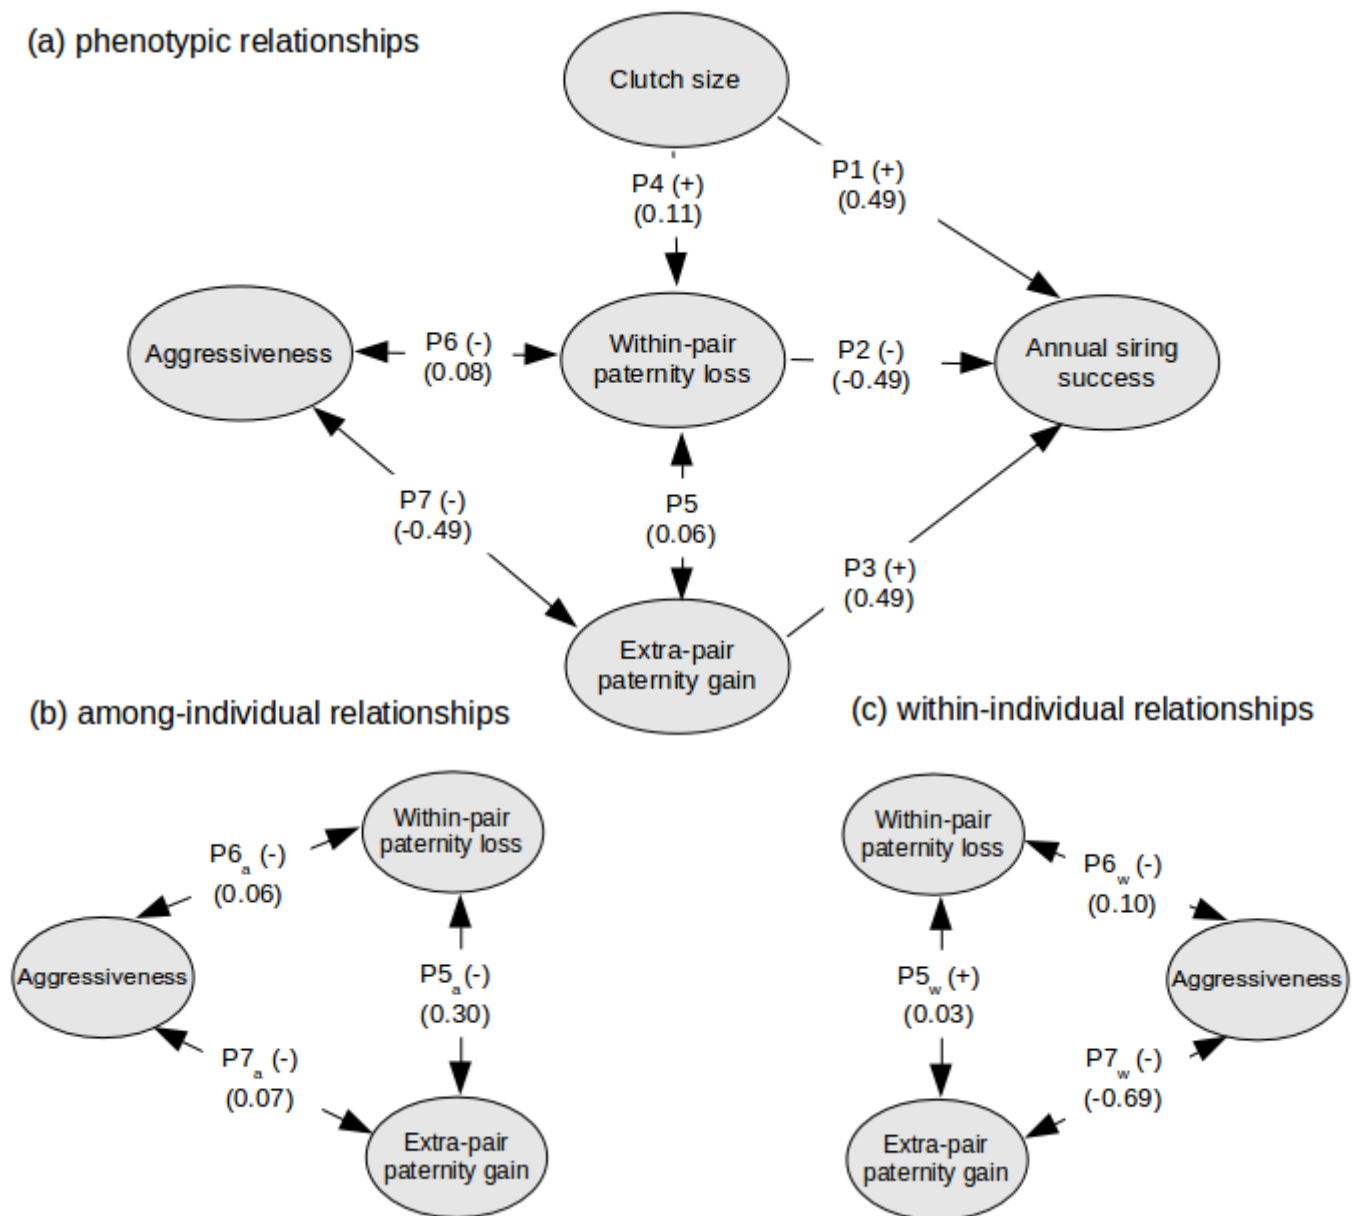 (a) phenotypic relationships
Clutch size
P1 (+)
(0.49)
P4 (+)
(0.11)
Aggressiveness
P6 (-)
(0.08)
Within-pair
paternity loss
P2 (-)
(-0.49)
Annual siring
success
P7 (-)
(-0.49)
P5
(0.06)
P3 (+)
(0.49)
Extra-pair
paternity gain
(b) among-individual relationships
Within-pair
paternity loss
P6a (-)
(0.06)
Aggressiveness
P5a (-)
(0.30)
P7a (-)
(0.07)
Extra-pair
paternity gain
(c) within-individual relationships
Within-pair
paternity loss
P6w (-)
(0.10)
P5w (+)
(0.03)
Aggressiveness
P7w (-)
(-0.69)
Extra-pair
paternity gain